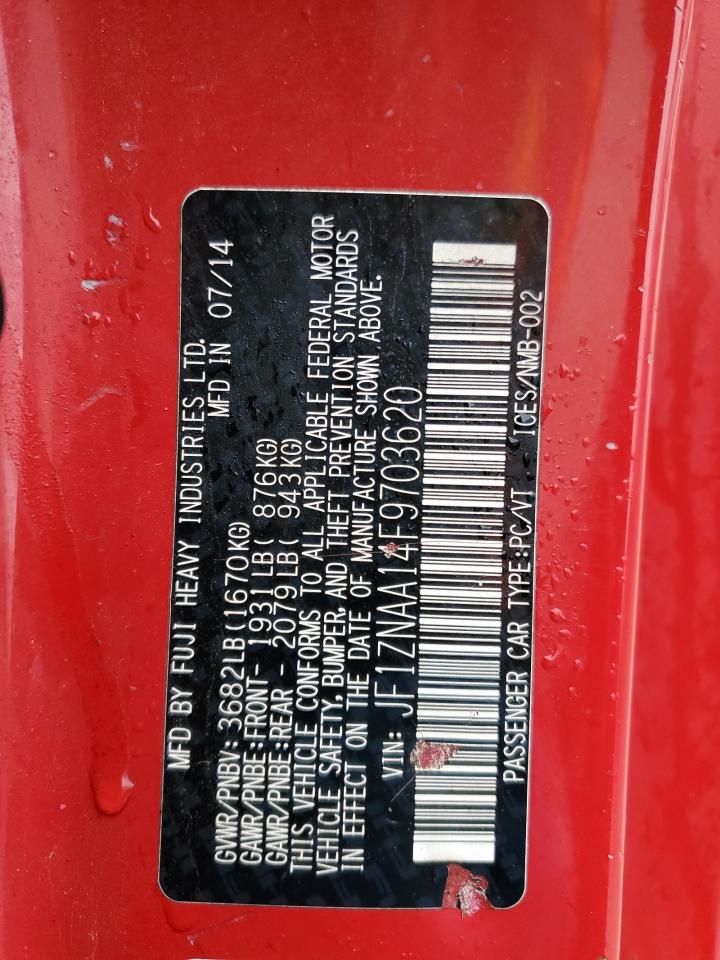 MFD BY FUJI HEAVY INDUSTRIES LTD.
MFD IN 07/14
GVWR/PNBV: 3682LB(1670KG)
GAWR/PNBE:FRONT- 1931LB( 876KG)
GAWR/PNBE:REAR - 2079LB( 943KG)
THIS VEHICLE CONFORMS TO ALL APPLICABLE FEDERAL MOTOR
VEHICLE SAFETY, BUMPER, AND THEFT PREVENTION STANDARDS
IN EFFECT ON THE DATE OF MANUFACTURE SHOWN ABOVE.
VIN: JF1ZNAA14F9703620
PASSENGER CAR TYPE:PC/VT ICES/NMB-002